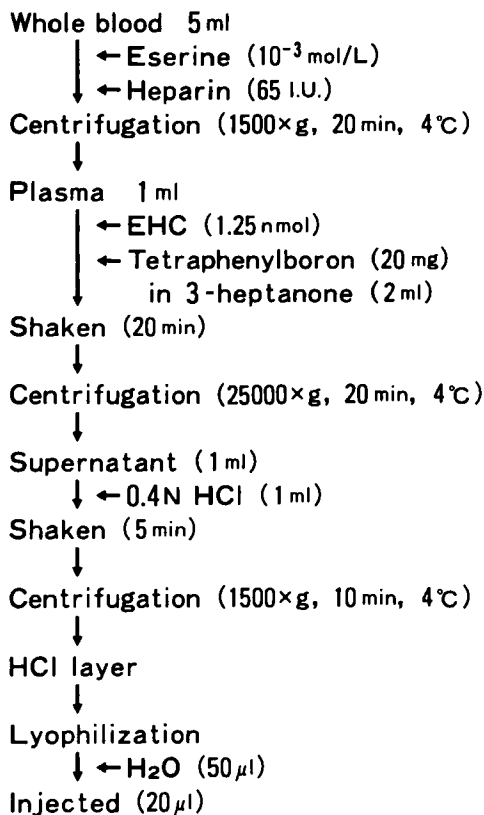 Whole blood 5 ml
←Eserine (10⁻³ mol/L)
←Heparin (65 I.U.)
Centrifugation (1500×g, 20 min, 4℃)
Plasma 1 ml
←EHC (1.25 nmol)
←Tetraphenylboron (20 mg)
in 3-heptanone (2 ml)
Shaken (20 min)
Centrifugation (25000×g, 20 min, 4℃)
Supernatant (1 ml)
←0.4N HCl (1 ml)
Shaken (5 min)
Centrifugation (1500×g, 10 min, 4℃)
HCl layer
Lyophilization
←H₂O (50 μl)
Injected (20 μl)